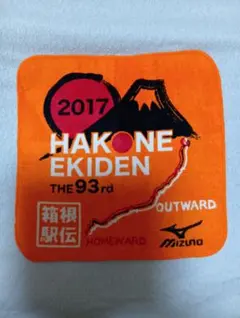 2017
HAKONE
EKIDEN
THE 93rd
OUTWARD
箱根
駅伝
HOMEWARD
MIZUNO